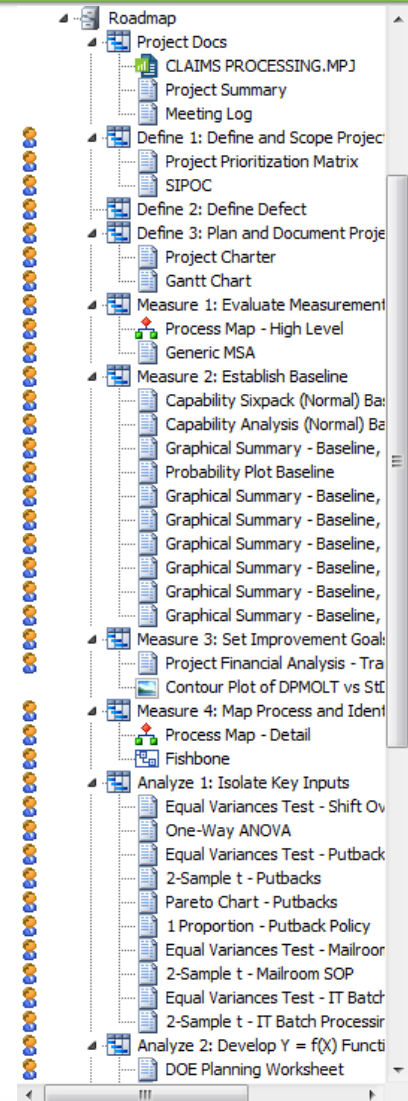 Roadmap
Project Docs
CLAIMS PROCESSING.MPJ
Project Summary
Meeting Log
Define 1: Define and Scope Project
Project Prioritization Matrix
SIPOC
Define 2: Define Defect
Define 3: Plan and Document Proje
Project Charter
Gantt Chart
Measure 1: Evaluate Measurement
Process Map - High Level
Generic MSA
Measure 2: Establish Baseline
Capability Sixpack (Normal) Bas
Capability Analysis (Normal) Ba
Graphical Summary - Baseline,
Probability Plot Baseline
Graphical Summary - Baseline,
Graphical Summary - Baseline,
Graphical Summary - Baseline,
Graphical Summary - Baseline,
Graphical Summary - Baseline,
Graphical Summary - Baseline,
Measure 3: Set Improvement Goals
Project Financial Analysis - Tra
Contour Plot of DPMOLT vs StD
Measure 4: Map Process and Ident
Process Map - Detail
Fishbone
Analyze 1: Isolate Key Inputs
Equal Variances Test - Shift Ov
One-Way ANOVA
Equal Variances Test - Putback
2-Sample t - Putbacks
Pareto Chart - Putbacks
1 Proportion - Putback Policy
Equal Variances Test - Mailroom
2-Sample t - Mailroom SOP
Equal Variances Test - IT Batch
2-Sample t - IT Batch Processin
Analyze 2: Develop Y = f(X) Functi
DOE Planning Worksheet